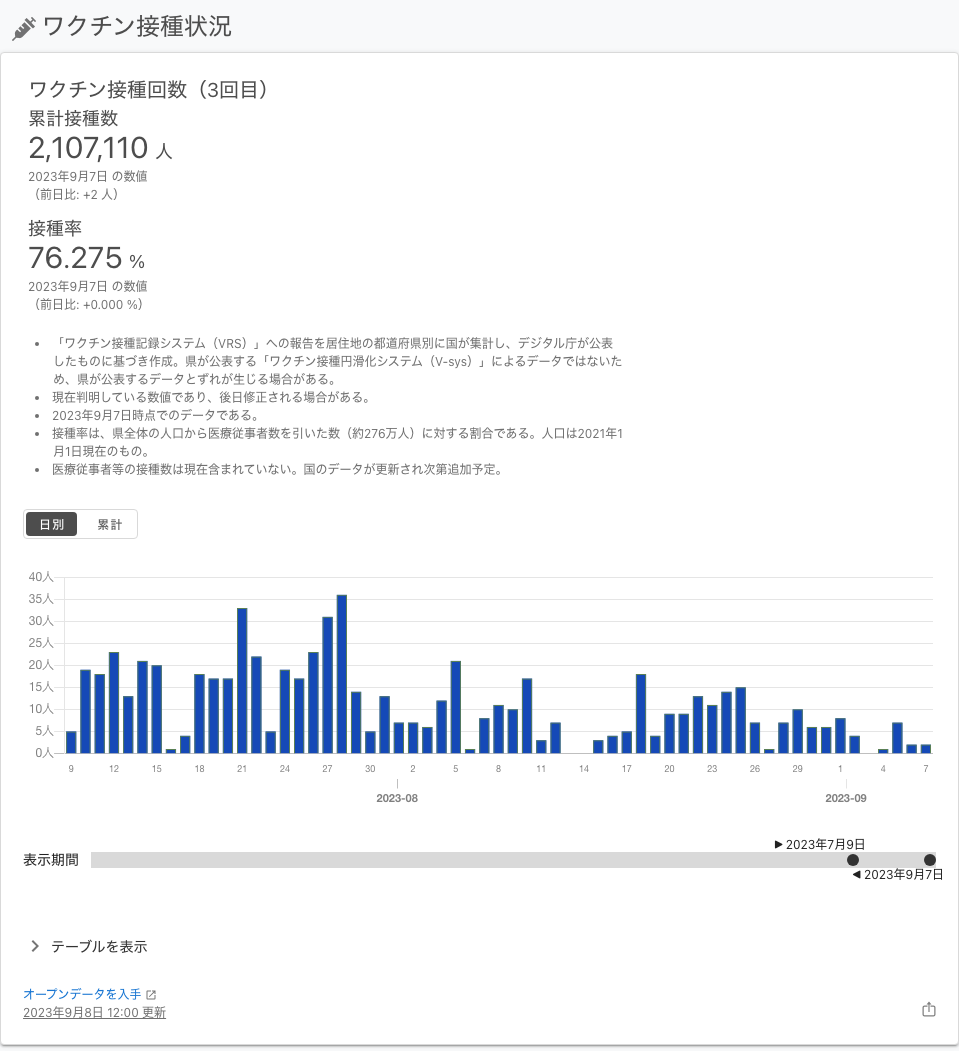 ワクチン接種状況
ワクチン接種回数（3回目）
累計接種数
2,107,110 人
2023年9月7日 の数値
（前日比: +2 人）
接種率
76.275 %
2023年9月7日 の数値
（前日比: +0.000 %）
「ワクチン接種記録システム（VRS）」への報告を居住地の都道府県別に国が集計し、デジタル庁が公表
したものに基づき作成。県が公表する「ワクチン接種円滑化システム（V-sys）」によるデータではないた
め、県が公表するデータとずれが生じる場合がある。
現在判明している数値であり、後日修正される場合がある。
2023年9月7日時点でのデータである。
接種率は、県全体の人口から医療従事者数を引いた数（約276万人）に対する割合である。人口は2021年1
月1日現在のもの。
医療従事者等の接種数は現在含まれていない。国のデータが更新され次第追加予定。
日別 累計
40人
35人
30人
25人
20人
15人
10人
5人
0人
9 12 15 18 21 24 27 30 2 5 8 11 14 17 20 23 26 29 1 4 7
2023-08 2023-09
▶ 2023年7月9日
表示期間
◀ 2023年9月7日
テーブルを表示
オープンデータを入手
2023年9月8日 12:00 更新